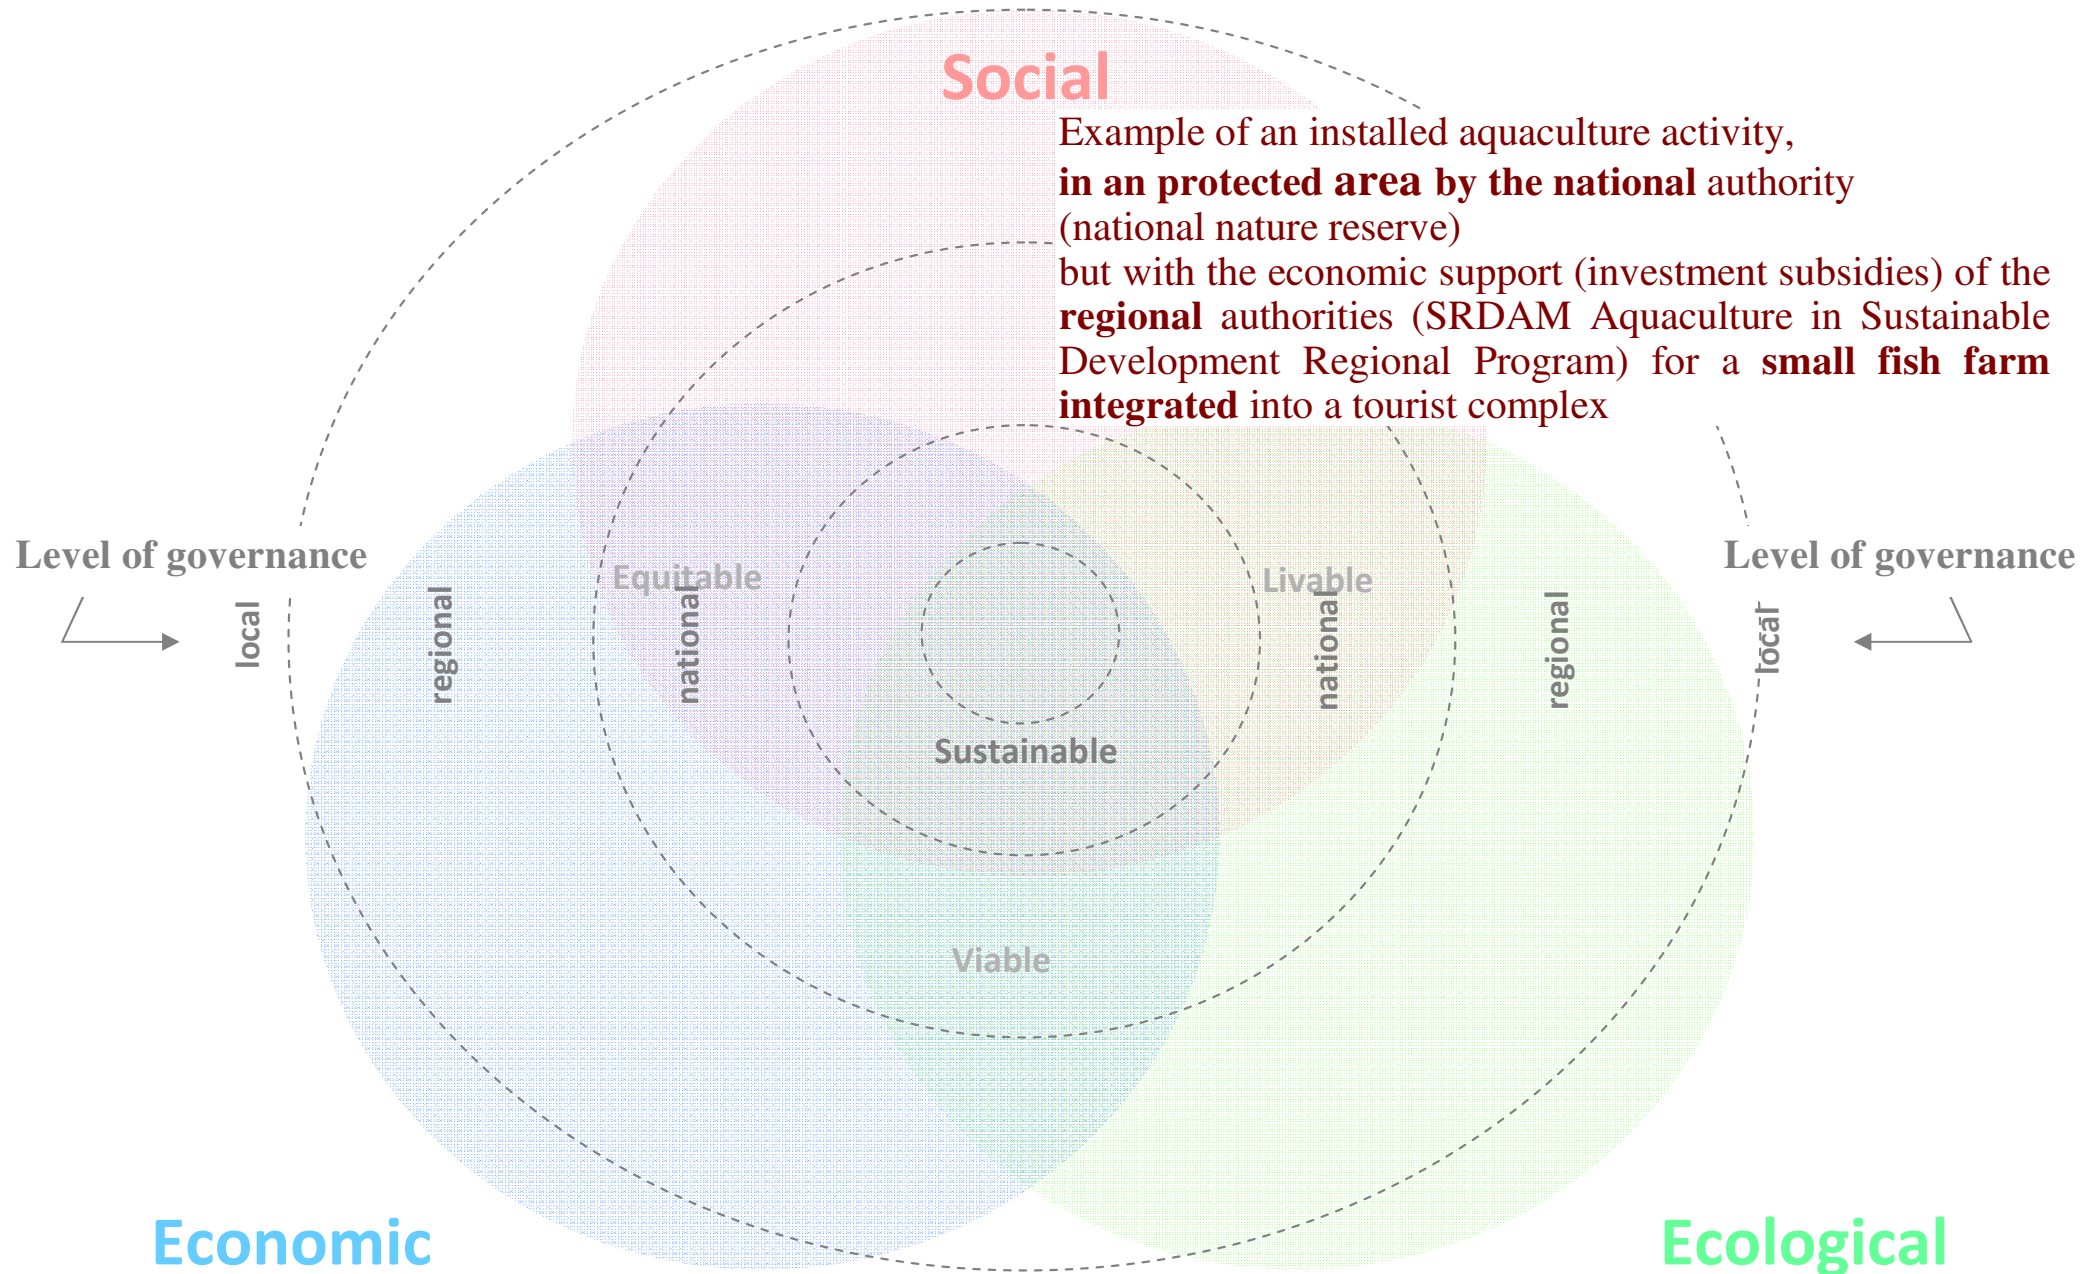 Social
Example of an installed aquaculture activity,
in an protected area by the national authority
(national nature reserve)
but with the economic support (investment subsidies) of the
regional authorities (SRDAM Aquaculture in Sustainable
Development Regional Program) for a small fish farm
integrated into a tourist complex
Level of governance
Level of governance
Equitable
Livable
local
regional
national
national
regional
local
Sustainable
Viable
Economic
Ecological